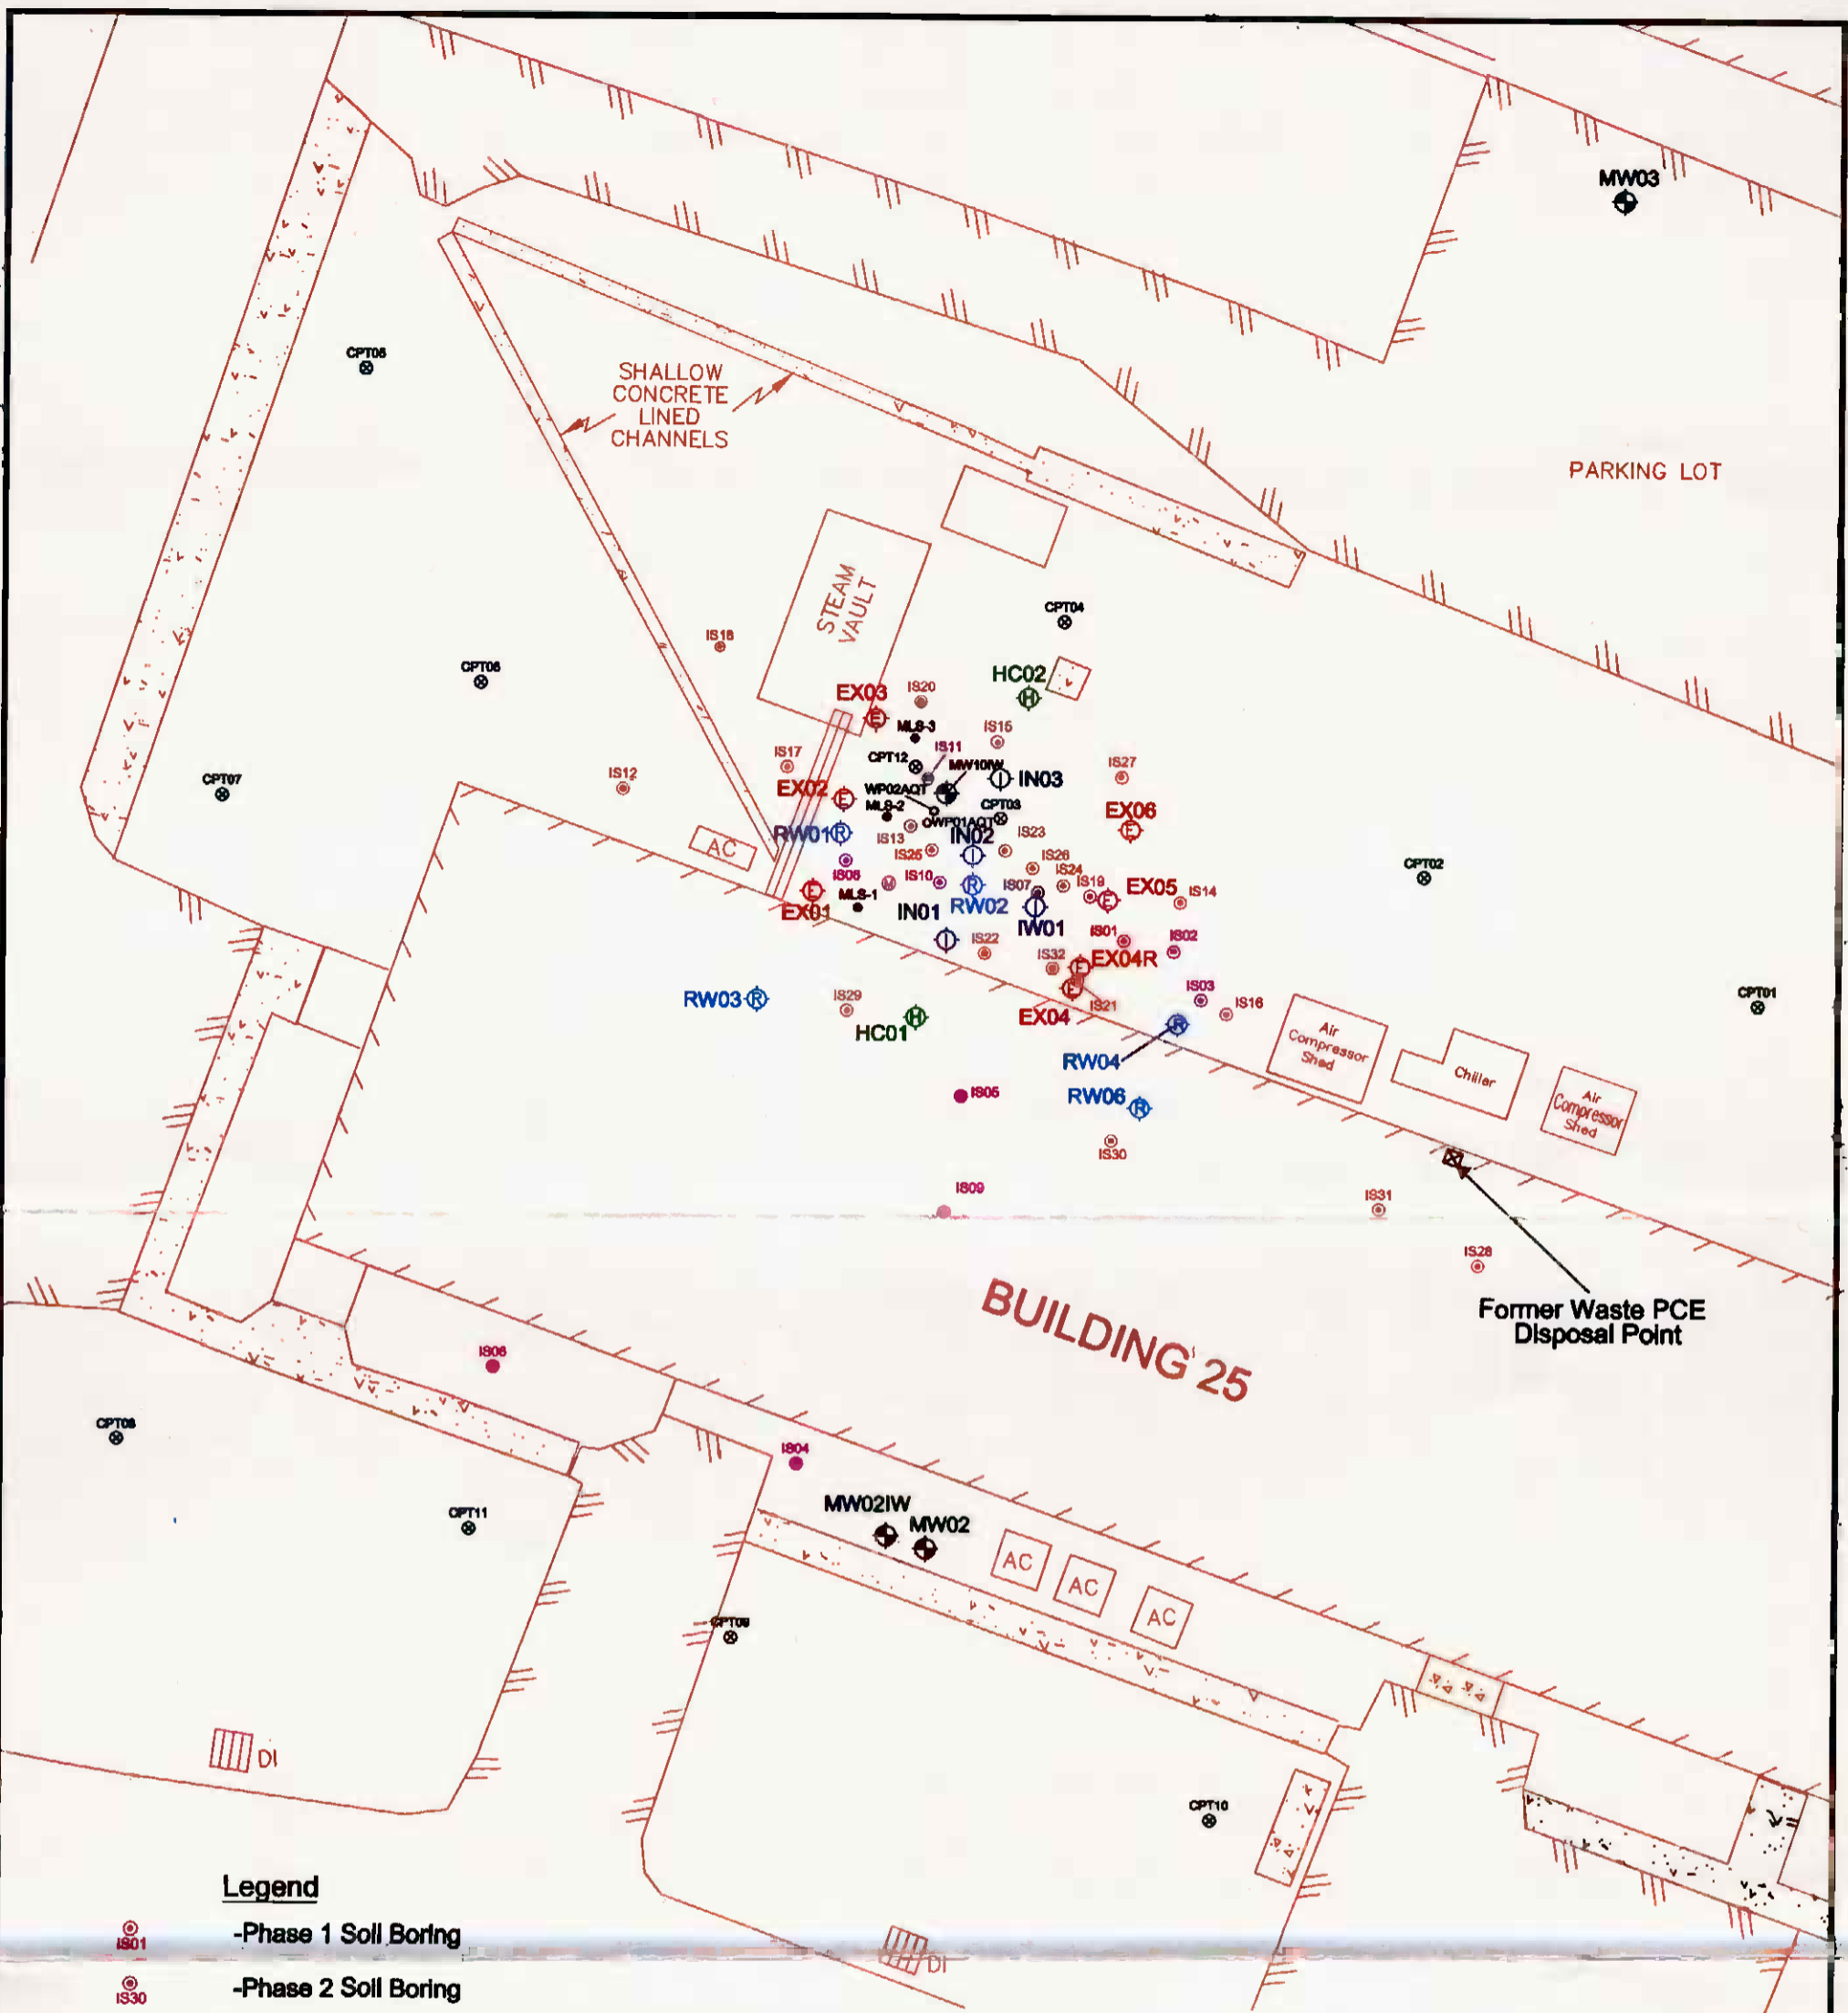 MW03
CPT05
SHALLOW
CONCRETE
LINED
CHANNELS
PARKING LOT
STEAM
VAULT
CPT04
IS18
CPT06
HC02
EX03
IS20
MLS-3
IS15
IS11
CPT12
MW10IW
IS17
IN03
IS27
IS12
CPT07
EX02
WP02AQT
MLS-2
CPT03
EX06
OWP01AQT
RW01
IS13
IN02
IS23
AC
IS25
IS26
CPT02
IS08
IS10
IS07
IS24
IS19
EX05
IS14
MLS-1
EX01
IN01
RW02
IW01
IS01
IS02
IS22
IS32
EX04R
RW03
IS29
IS03
CPT01
IS21
IS16
HC01
EX04
Air
Compressor
Shed
RW04
Chiller
IS05
RW06
Air
Compressor
Shed
IS30
IS09
IS31
IS28
Former Waste PCE
Disposal Point
BUILDING 25
IS06
CPT08
IS04
MW02IW
MW02
CPT11
AC
AC
AC
CPT09
DI
CPT10
Legend
IS01
-Phase 1 Soil Boring
DI
IS30
-Phase 2 Soil Boring